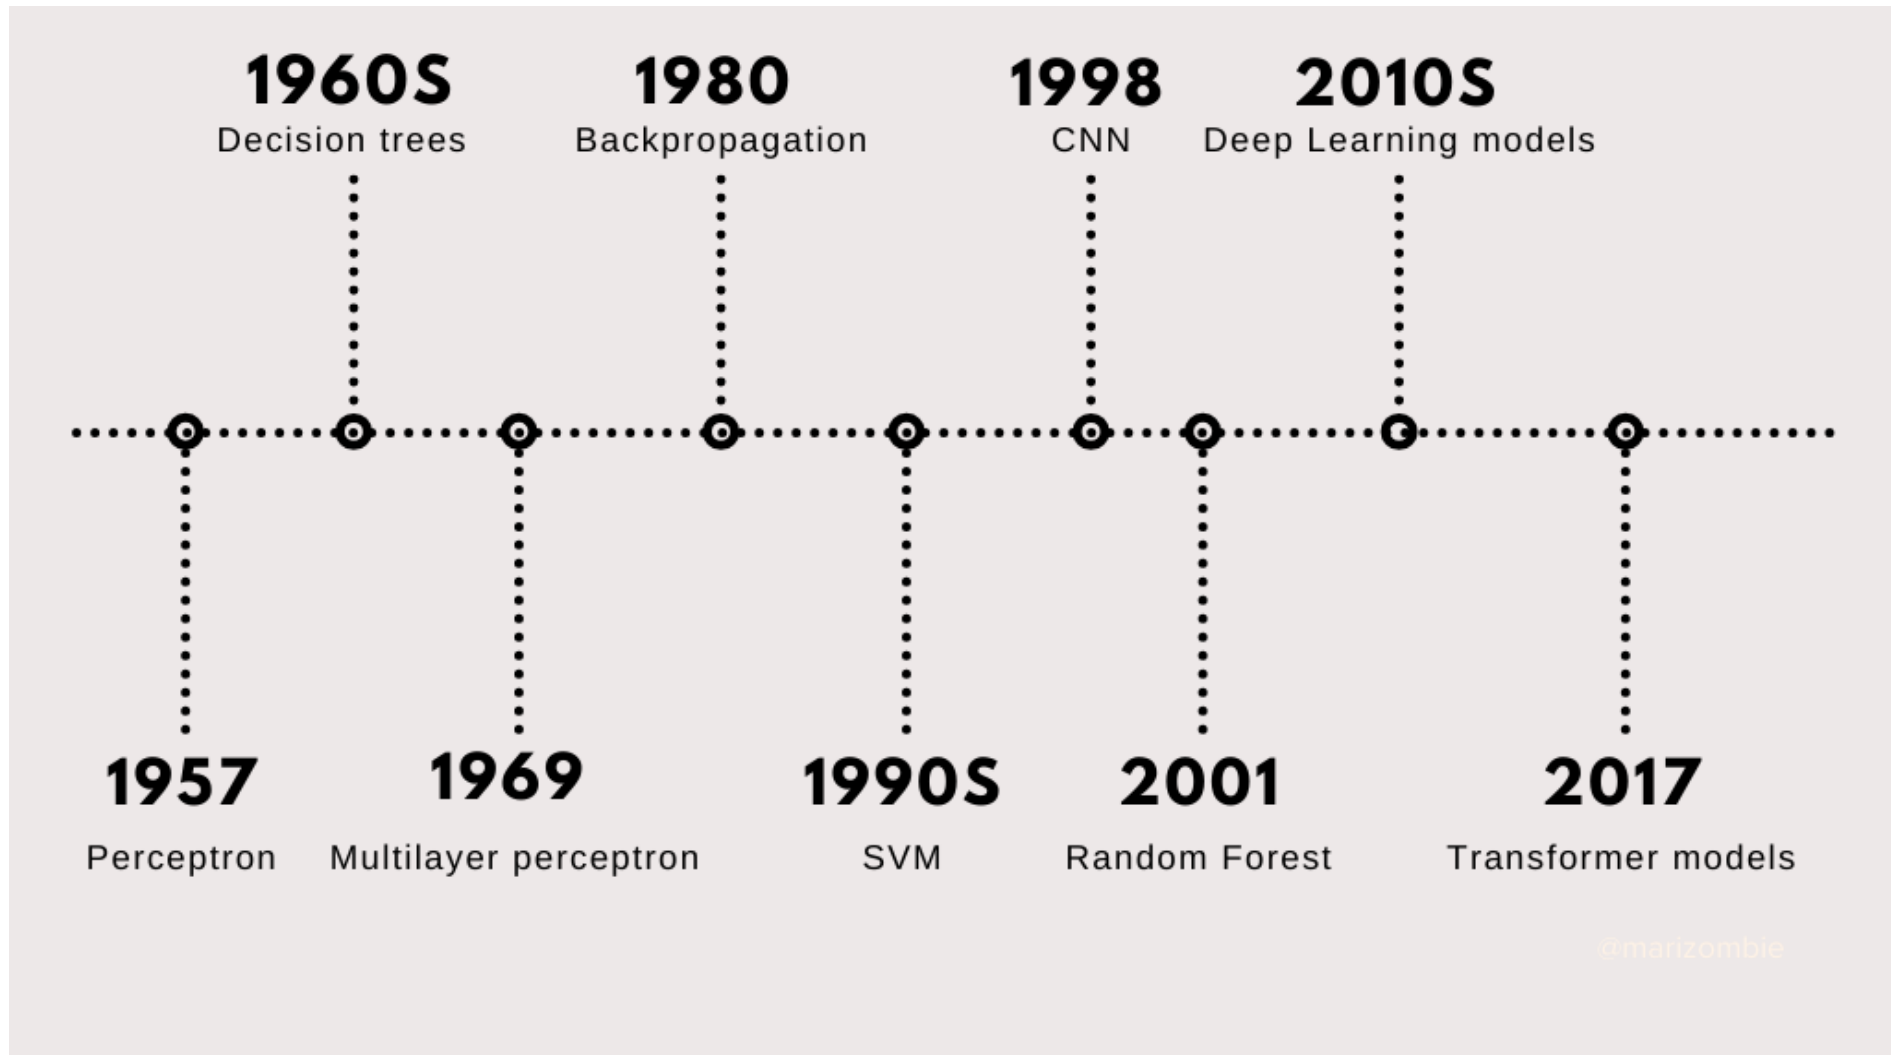 1960S
Decision trees
1980
Backpropagation
1998
CNN
2010S
Deep Learning models
1957
Perceptron
1969
Multilayer perceptron
1990S
SVM
2001
Random Forest
2017
Transformer models
@marizombie